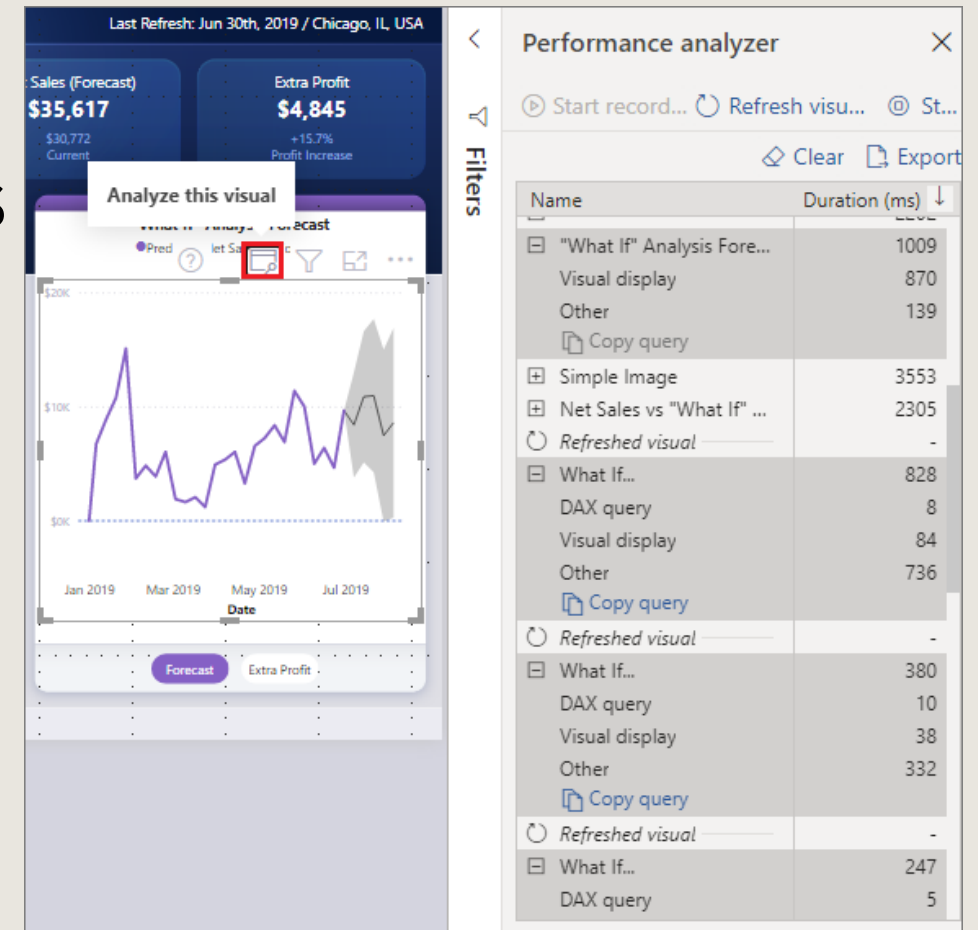 Last Refresh: Jun 30th, 2019 / Chicago, IL, USA
Sales (Forecast)
$35,617
$30,772
Current
Extra Profit
$4,845
+15.7%
Profit Increase
Analyze this visual
Forecast
Pred
$20K
$10K
$0K
Jan 2019 Mar 2019 May 2019 Jul 2019
Date
Forecast Extra Profit
Filters
Performance analyzer
Start record... Refresh visu... St...
Clear Export
Name Duration (ms)
"What If" Analysis Fore... 1009
Visual display 870
Other 139
Copy query
Simple Image 3553
Net Sales vs "What If" ... 2305
Refreshed visual -
What If... 828
DAX query 8
Visual display 84
Other 736
Copy query
Refreshed visual -
What If... 380
DAX query 10
Visual display 38
Other 332
Copy query
Refreshed visual -
What If... 247
DAX query 5